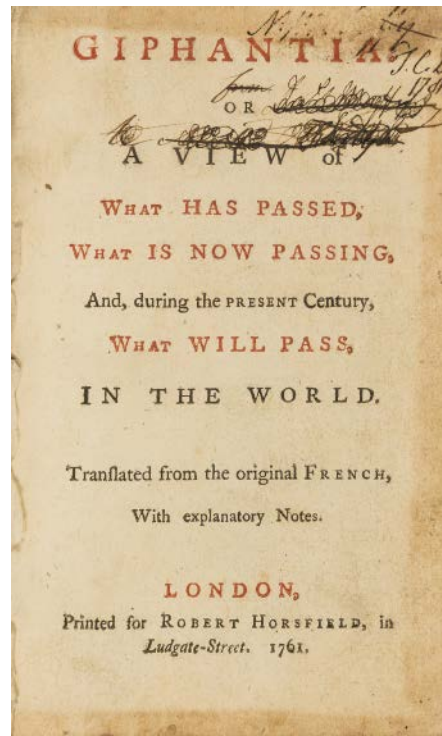 GIPHANTIA.
OR
A VIEW of
WHAT HAS PASSED,
WHAT IS NOW PASSING,
And, during the PRESENT Century,
WHAT WILL PASS,
IN THE WORLD.
Tranſlated from the original FRENCH,
With explanatory Notes.
LONDON,
Printed for ROBERT HORSFIELD, in
Ludgate-Street. 1761.